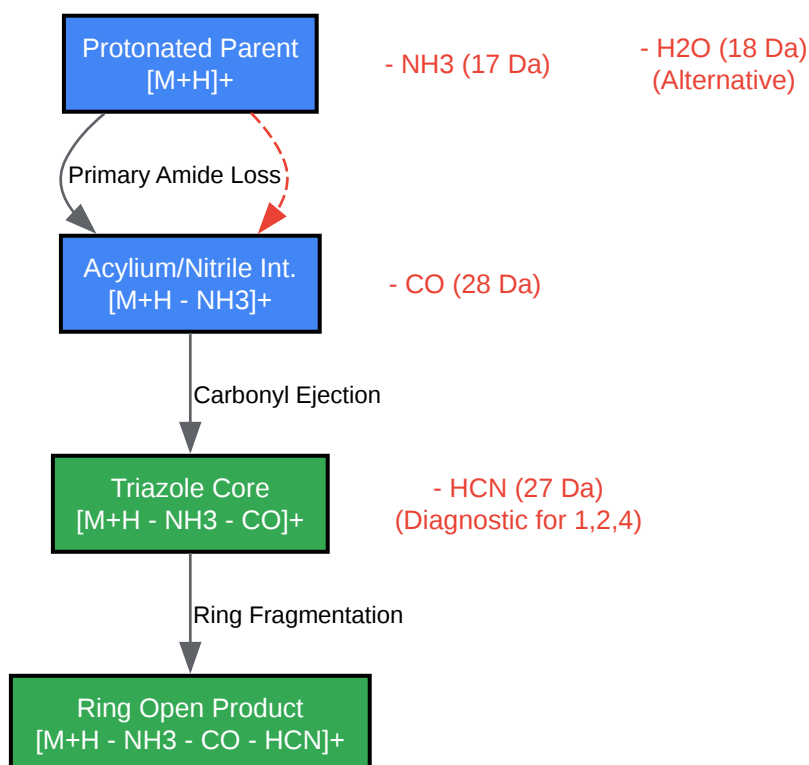 Protonated Parent
[M+H]+
- NH3 (17 Da)
- H2O (18 Da)
(Alternative)
Primary Amide Loss
Acylium/Nitrile Int.
[M+H - NH3]+
- CO (28 Da)
Carbonyl Ejection
Triazole Core
[M+H - NH3 - CO]+
- HCN (27 Da)
(Diagnostic for 1,2,4)
Ring Fragmentation
Ring Open Product
[M+H - NH3 - CO - HCN]+